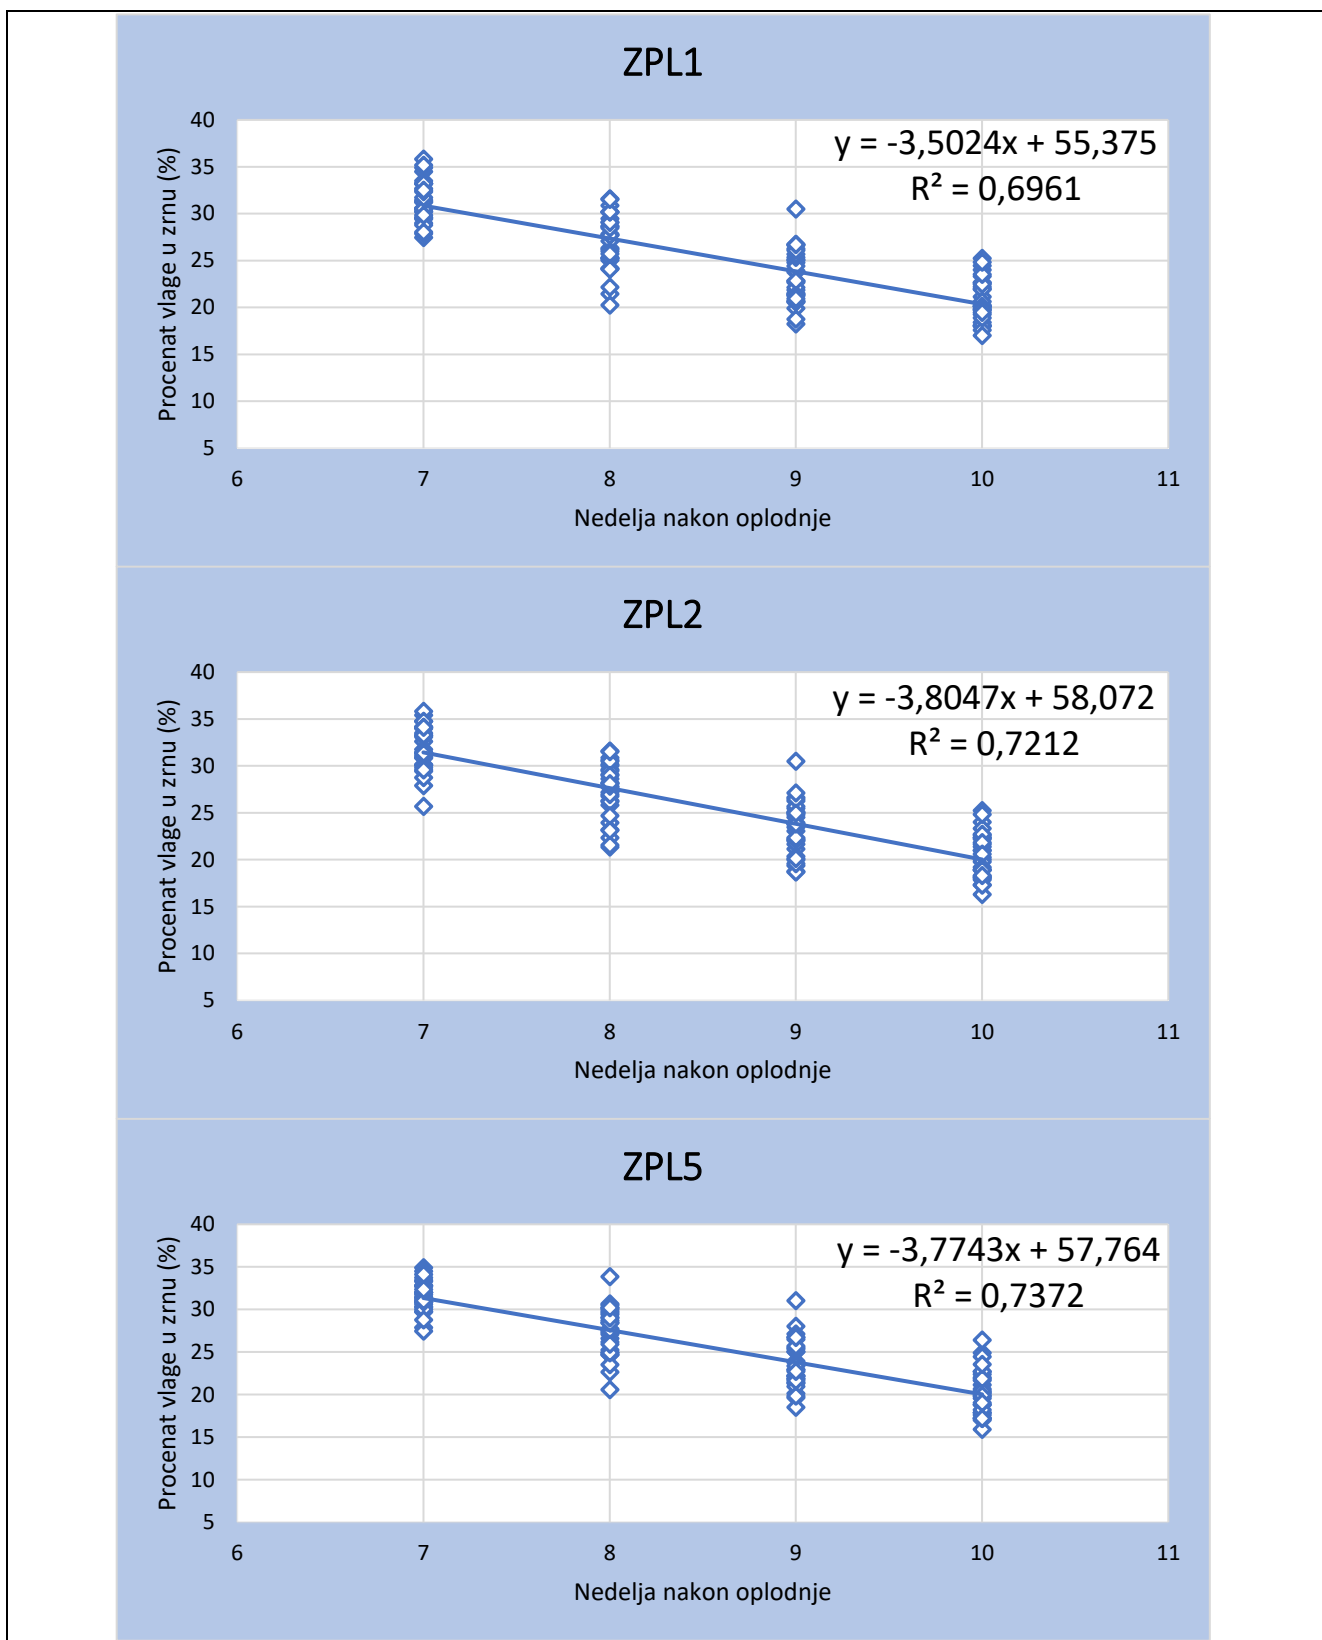 ZPL1
y = -3,5024x + 55,375
R² = 0,6961
Procenat vlage u zrnu (%)
40
35
30
25
20
15
10
5
6 7 8 9 10 11
Nedelja nakon oplodnje
ZPL2
y = -3,8047x + 58,072
R² = 0,7212
Procenat vlage u zrnu (%)
40
35
30
25
20
15
10
5
6 7 8 9 10 11
Nedelja nakon oplodnje
ZPL5
y = -3,7743x + 57,764
R² = 0,7372
Procenat vlage u zrnu (%)
40
35
30
25
20
15
10
5
6 7 8 9 10 11
Nedelja nakon oplodnje